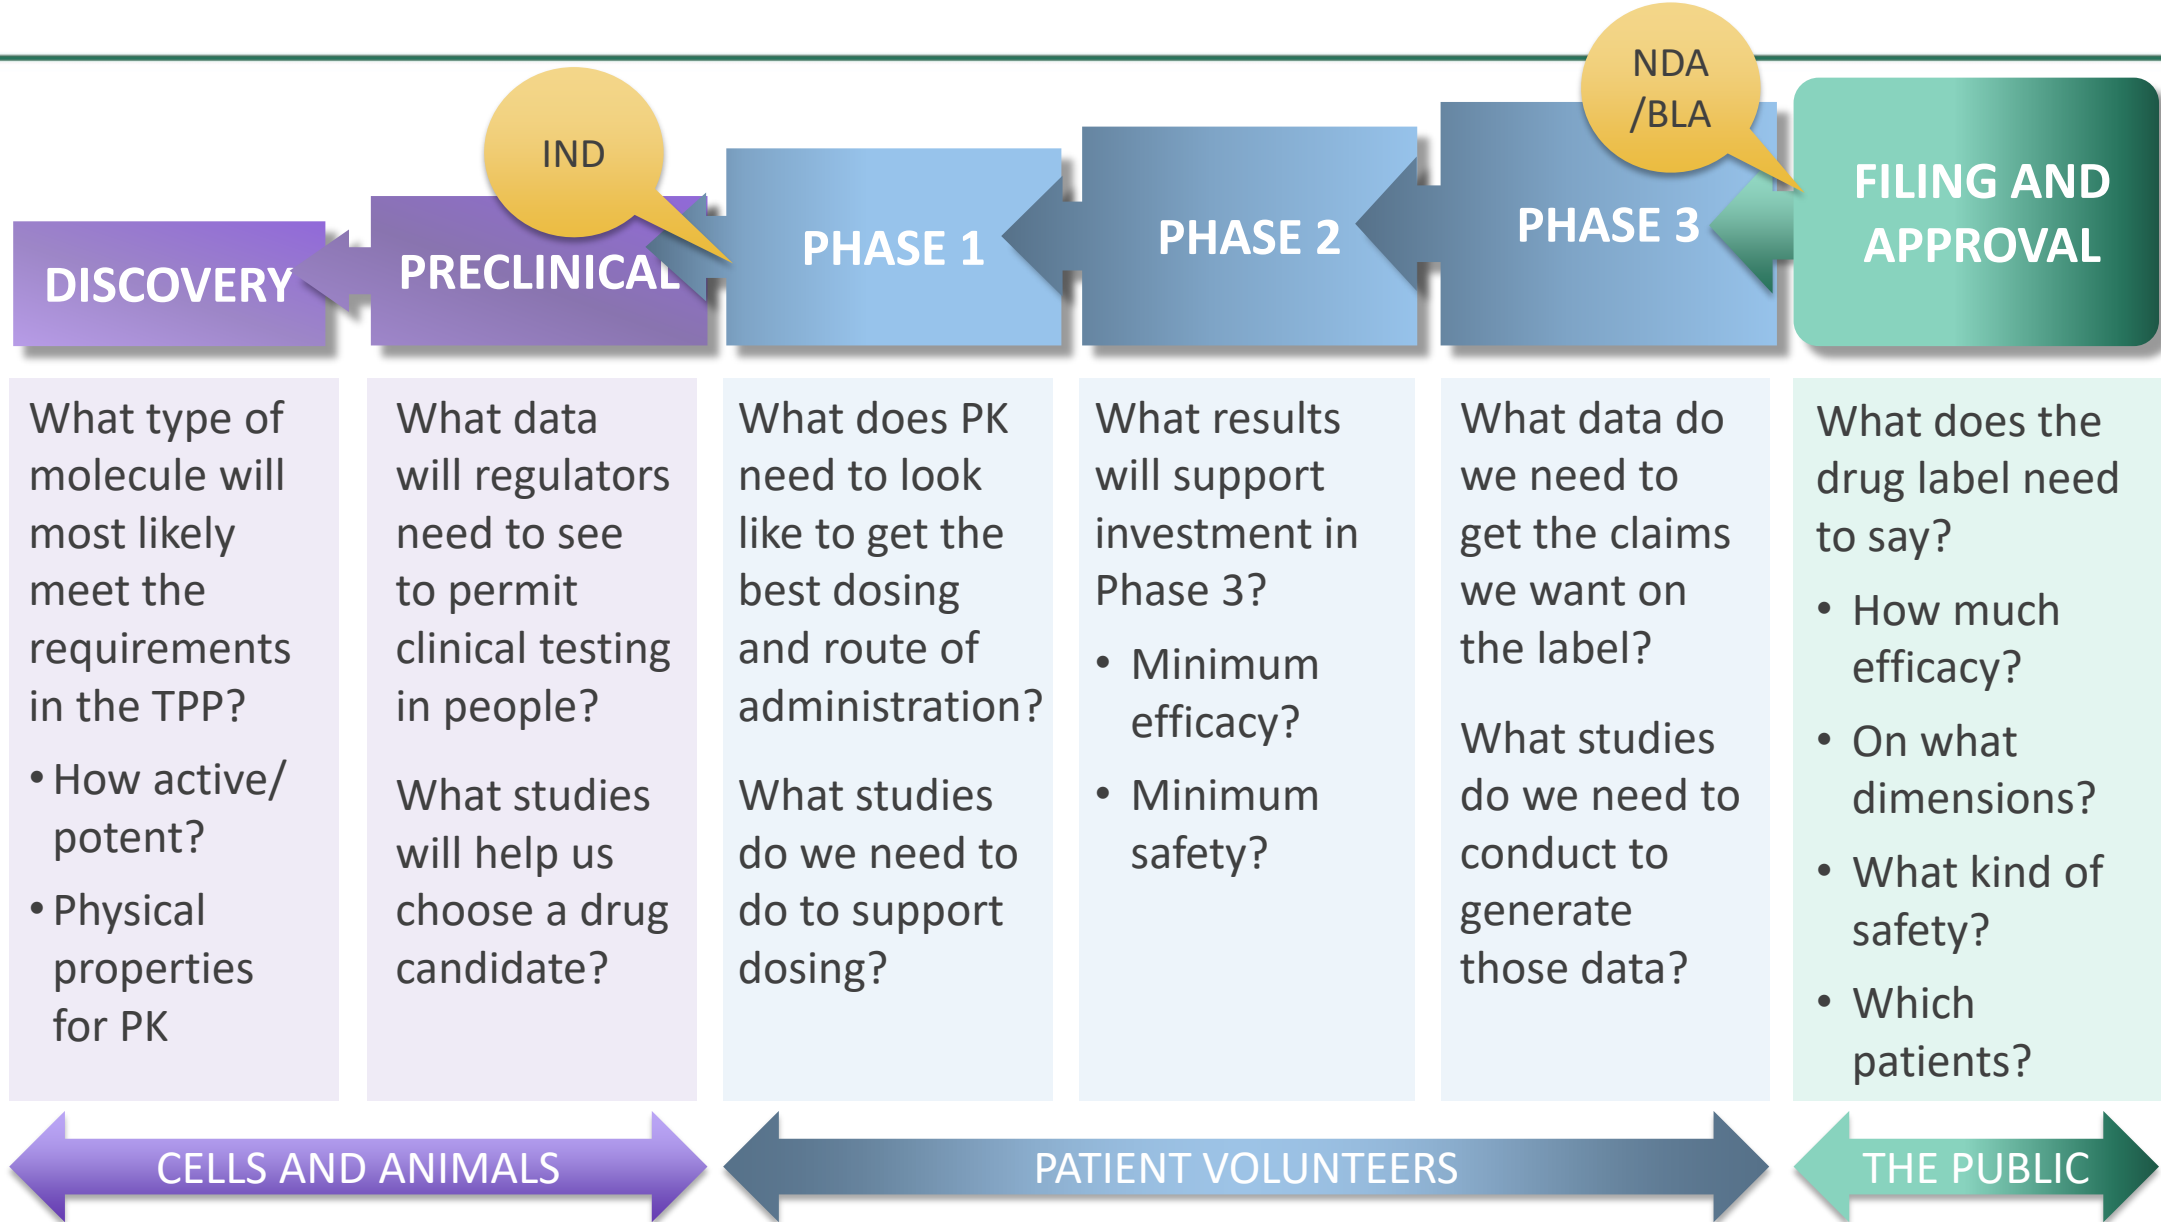 IND
NDA
/BLA
DISCOVERY
PRECLINICAL
PHASE 1
PHASE 2
PHASE 3
FILING AND
APPROVAL
What type of
molecule will
most likely
meet the
requirements
in the TPP?
• How active/
potent?
• Physical
properties
for PK
What data
will regulators
need to see
to permit
clinical testing
in people?
What studies
will help us
choose a drug
candidate?
What does PK
need to look
like to get the
best dosing
and route of
administration?
What studies
do we need to
do to support
dosing?
What results
will support
investment in
Phase 3?
• Minimum
efficacy?
• Minimum
safety?
What data do
we need to
get the claims
we want on
the label?
What studies
do we need to
conduct to
generate
those data?
What does the
drug label need
to say?
• How much
efficacy?
• On what
dimensions?
• What kind of
safety?
• Which
patients?
CELLS AND ANIMALS
PATIENT VOLUNTEERS
THE PUBLIC